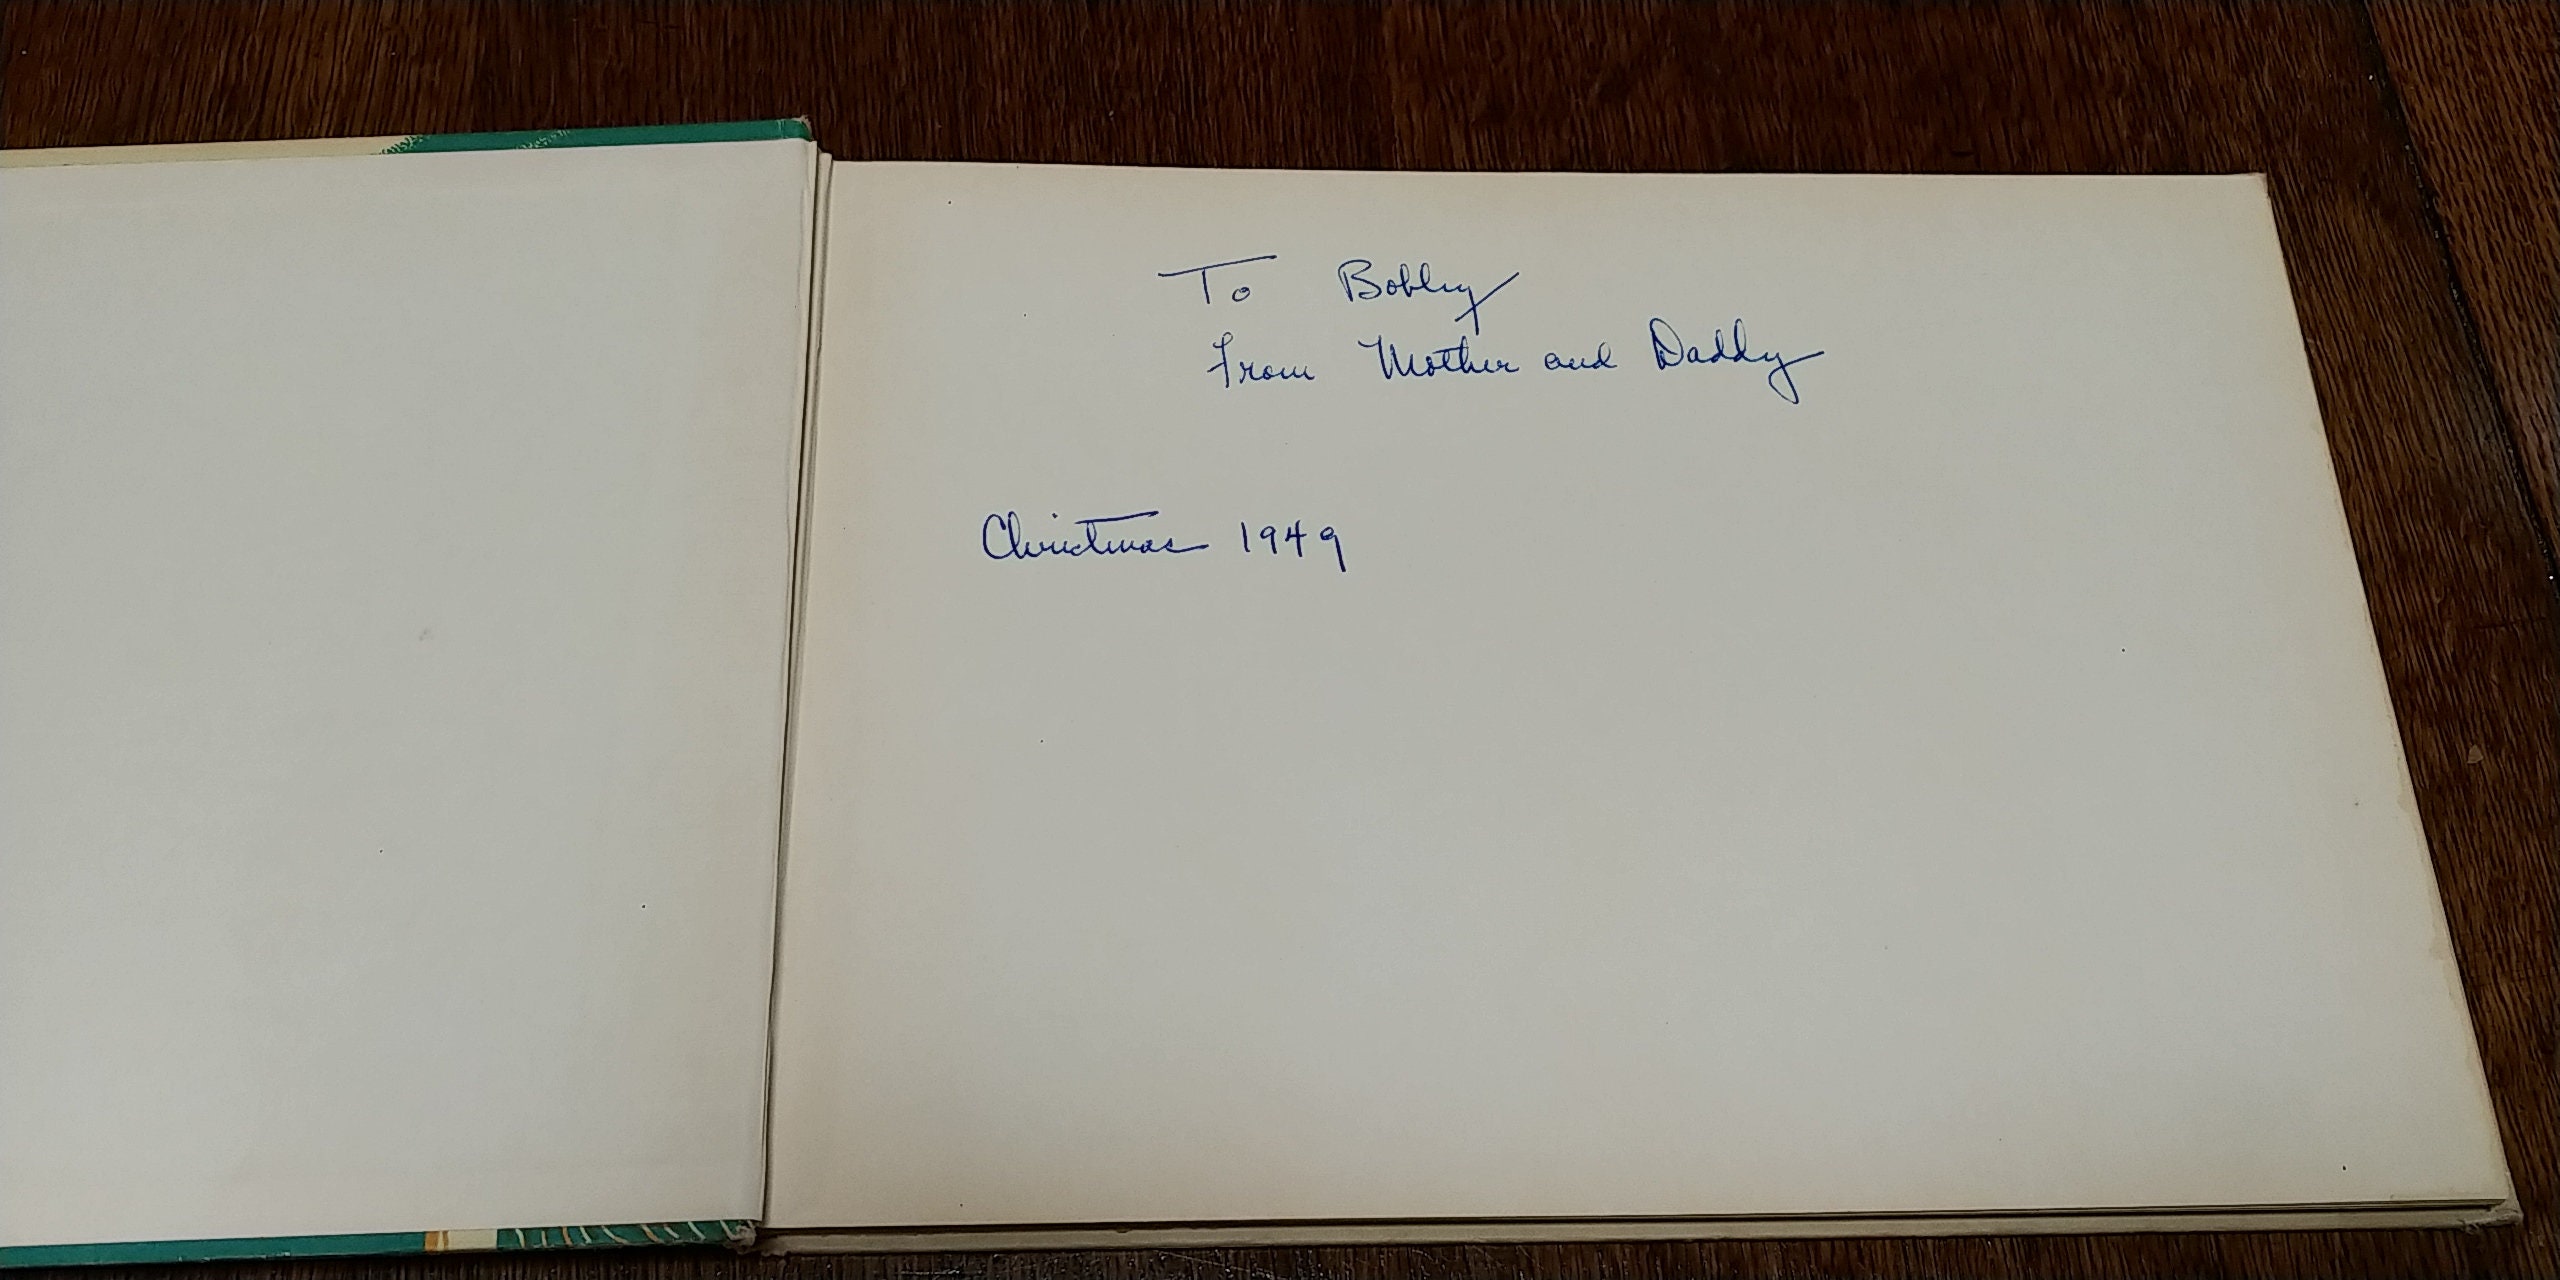 To Bobby
From Mother and Daddy
Christmas 1949